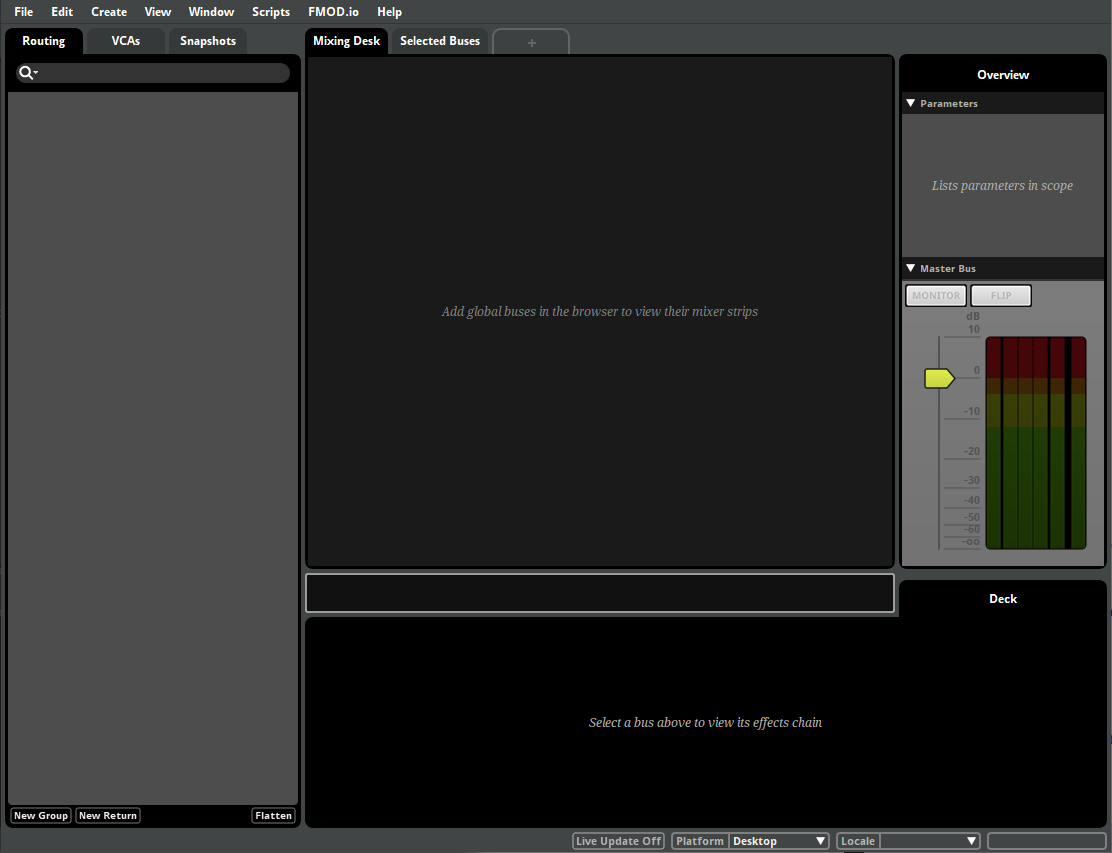 File Edit Create View Window Scripts FMOD.io Help
Routing VCAs Snapshots Mixing Desk Selected Buses +
Overview
Parameters
Lists parameters in scope
Master Bus
MONITOR FLIP
dB
10
0
-10
-20
-30
-40
-50
-60
-oo
Add global buses in the browser to view their mixer strips
Deck
Select a bus above to view its effects chain
New Group New Return Flatten
Live Update Off Platform Desktop Locale